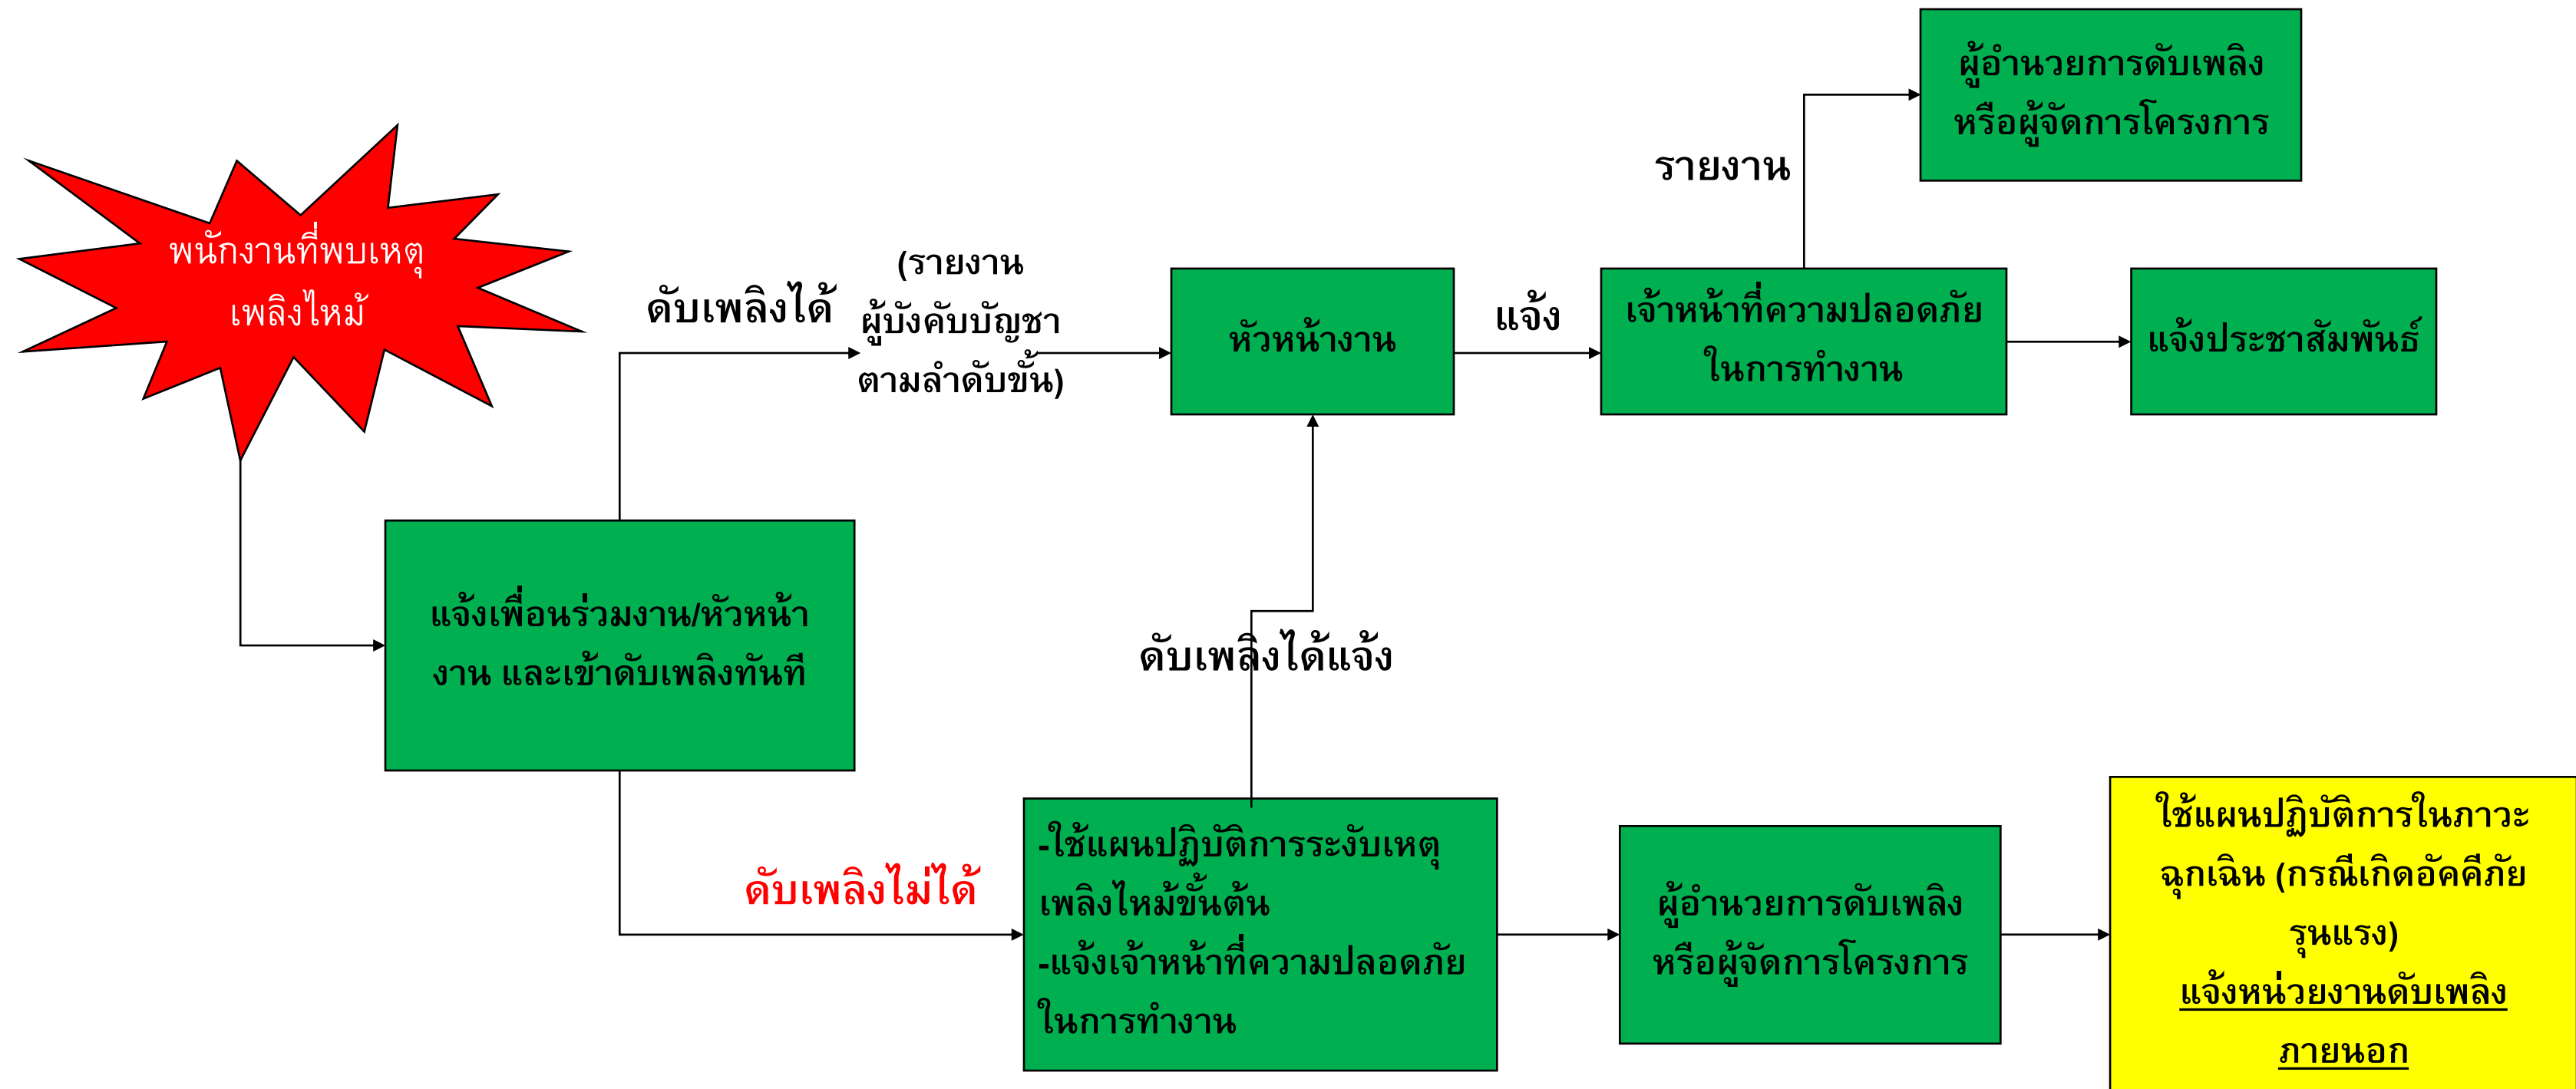 ผู้อำนวยการดับเพลิง
หรือผู้จัดการโครงการ
รายงาน
พนักงานที่พบเหตุ
เพลิงไหม้
ดับเพลิงได้
(รายงาน
ผู้บังคับบัญชา
ตามลำดับขั้น)
หัวหน้างาน
แจ้ง
เจ้าหน้าที่ความปลอดภัย
ในการทำงาน
แจ้งประชาสัมพันธ์
แจ้งเพื่อนร่วมงาน/หัวหน้า
งาน และเข้าดับเพลิงทันที
ดับเพลิงได้แจ้ง
ดับเพลิงไม่ได้
-ใช้แผนปฏิบัติการระงับเหตุ
เพลิงไหม้ขั้นต้น
-แจ้งเจ้าหน้าที่ความปลอดภัย
ในการทำงาน
ผู้อำนวยการดับเพลิง
หรือผู้จัดการโครงการ
ใช้แผนปฏิบัติการในภาวะ
ฉุกเฉิน (กรณีเกิดอัคคีภัย
รุนแรง)
แจ้งหน่วยงานดับเพลิง
ภายนอก